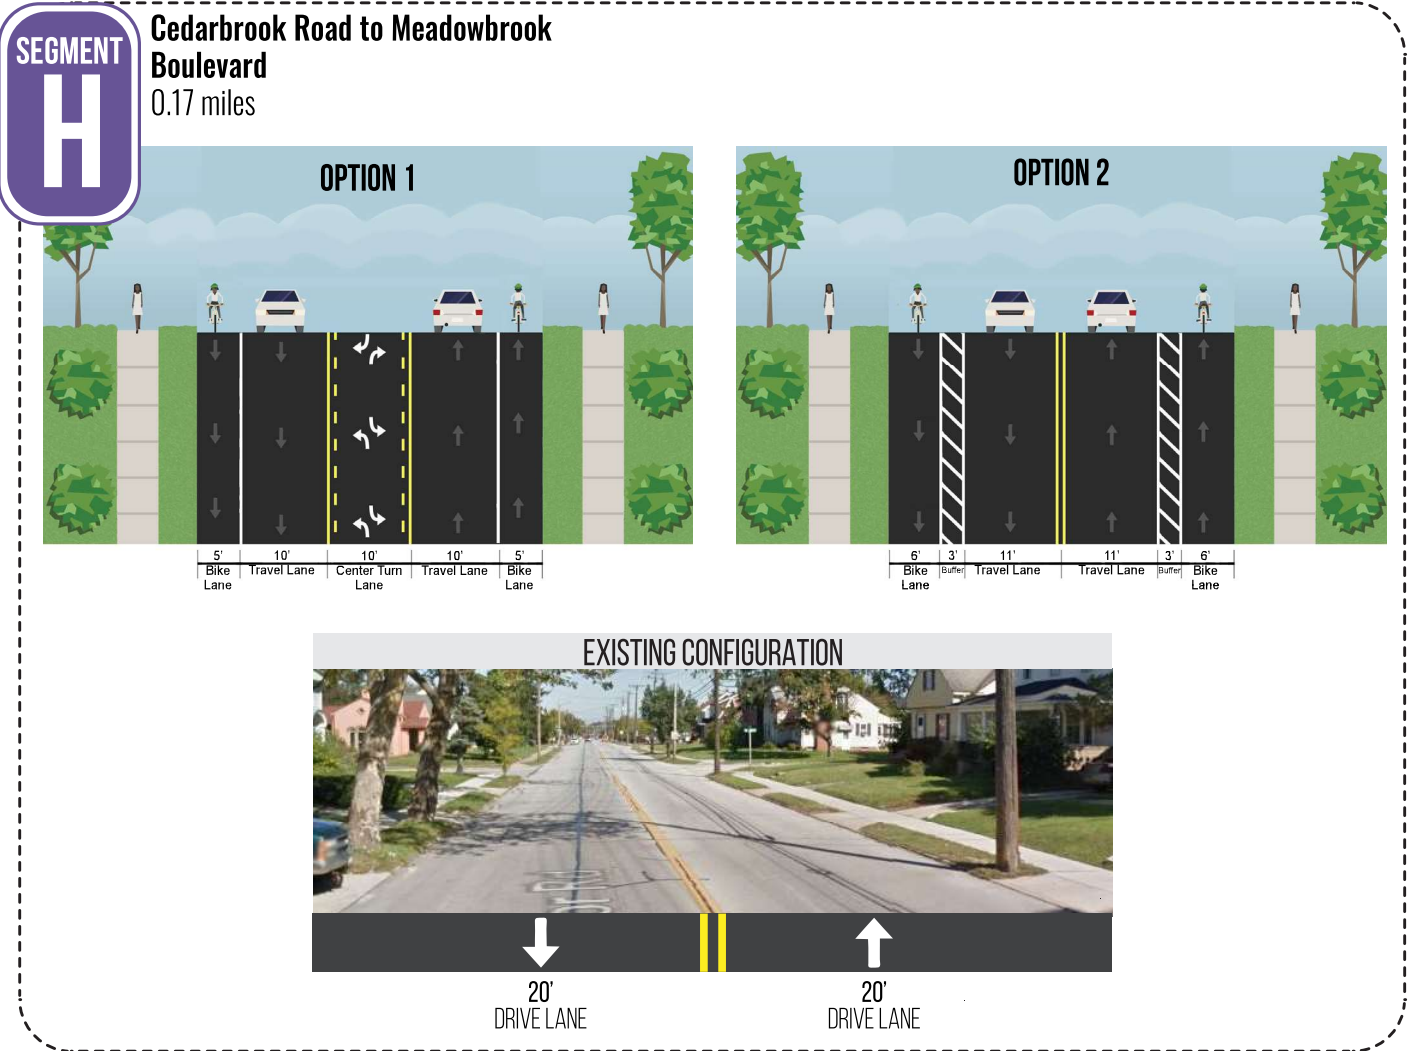 SEGMENT
H
Cedarbrook Road to Meadowbrook
Boulevard
0.17 miles
OPTION 1
5' 10' 10' 10' 5'
Bike Travel Lane Center Turn Travel Lane Bike
Lane Lane Lane
OPTION 2
6' 3' 11' 11' 3' 6'
Bike Buffer Travel Lane Travel Lane Buffer Bike
Lane Lane
EXISTING CONFIGURATION
20' 20'
DRIVE LANE DRIVE LANE